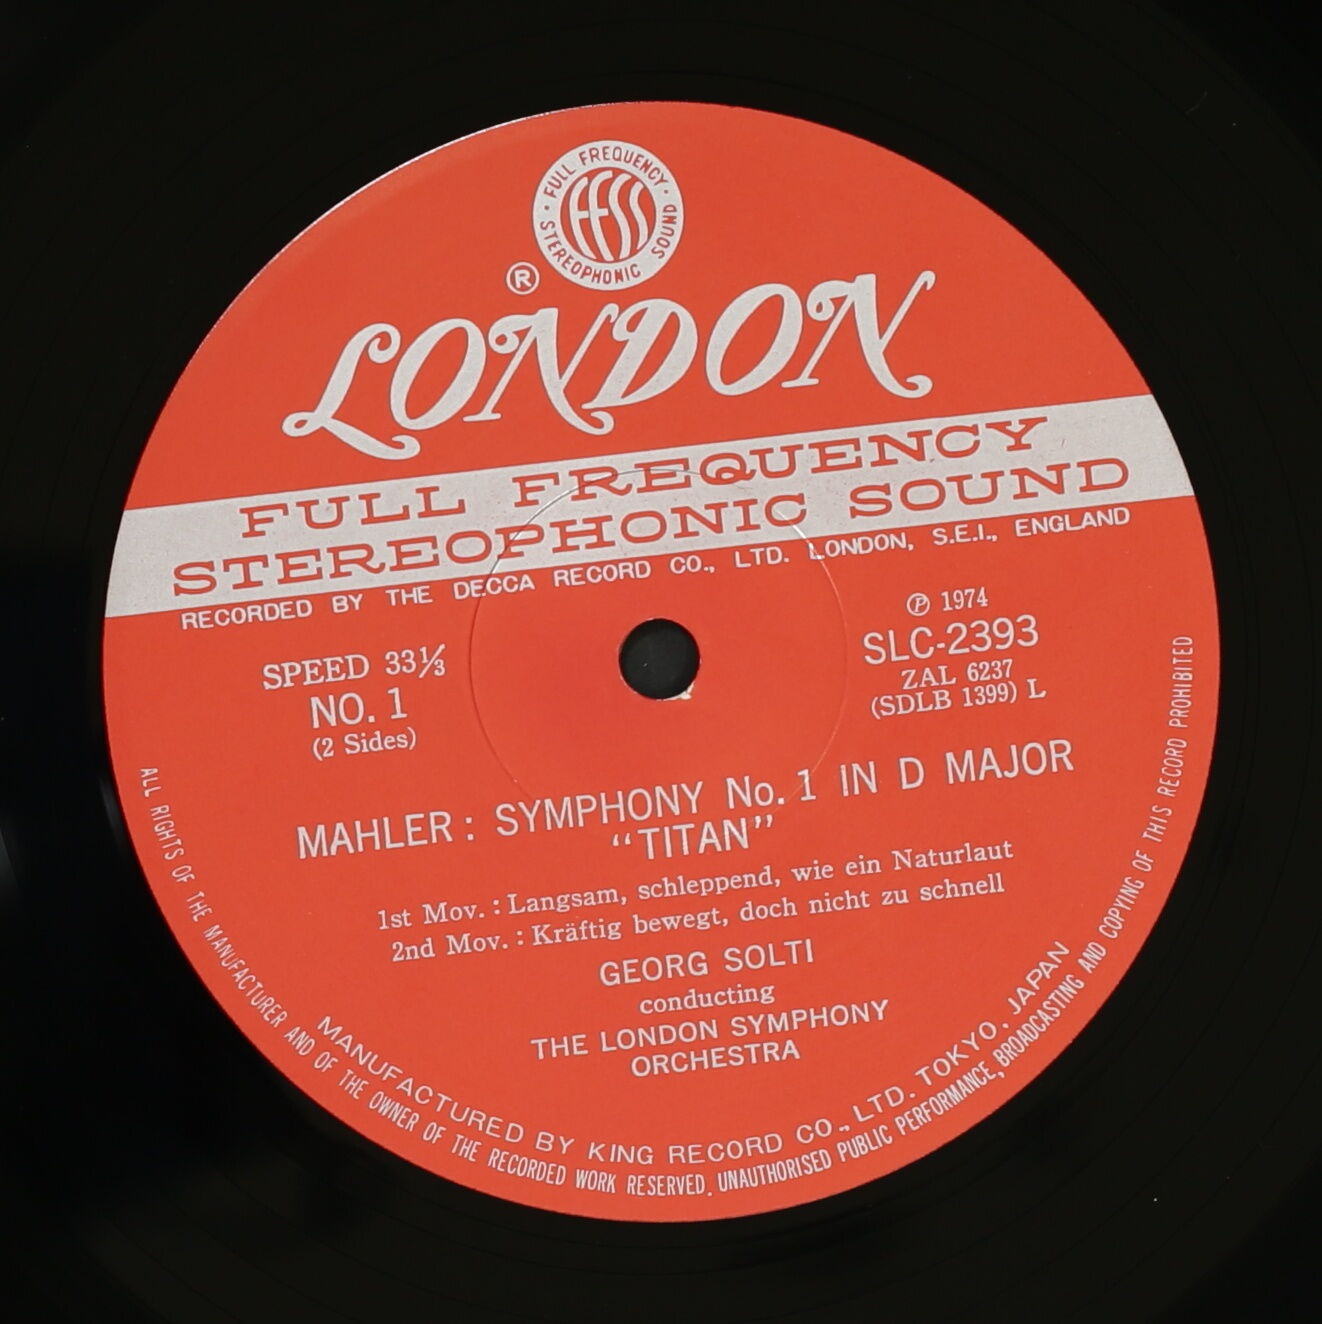 FULL FREQUENCY
ffss
STEREOPHONIC SOUND
®
LONDON
FULL FREQUENCY
STEREOPHONIC SOUND
RECORDED BY THE DECCA RECORD CO., LTD. LONDON, S.E.I., ENGLAND
SPEED 33⅓
NO. 1
(2 Sides)
℗ 1974
SLC-2393
ZAL 6237
(SDLB 1399) L
MAHLER: SYMPHONY No. 1 IN D MAJOR
“TITAN”
1st Mov.: Langsam, schleppend, wie ein Naturlaut
2nd Mov.: Kräftig bewegt, doch nicht zu schnell
GEORG SOLTI
conducting
THE LONDON SYMPHONY
ORCHESTRA
MANUFACTURED BY KING RECORD CO., LTD. TOKYO. JAPAN
ALL RIGHTS OF THE MANUFACTURER AND OF THE OWNER OF THE RECORDED WORK RESERVED. UNAUTHORISED PUBLIC PERFORMANCE, BROADCASTING AND COPYING OF THIS RECORD PROHIBITED